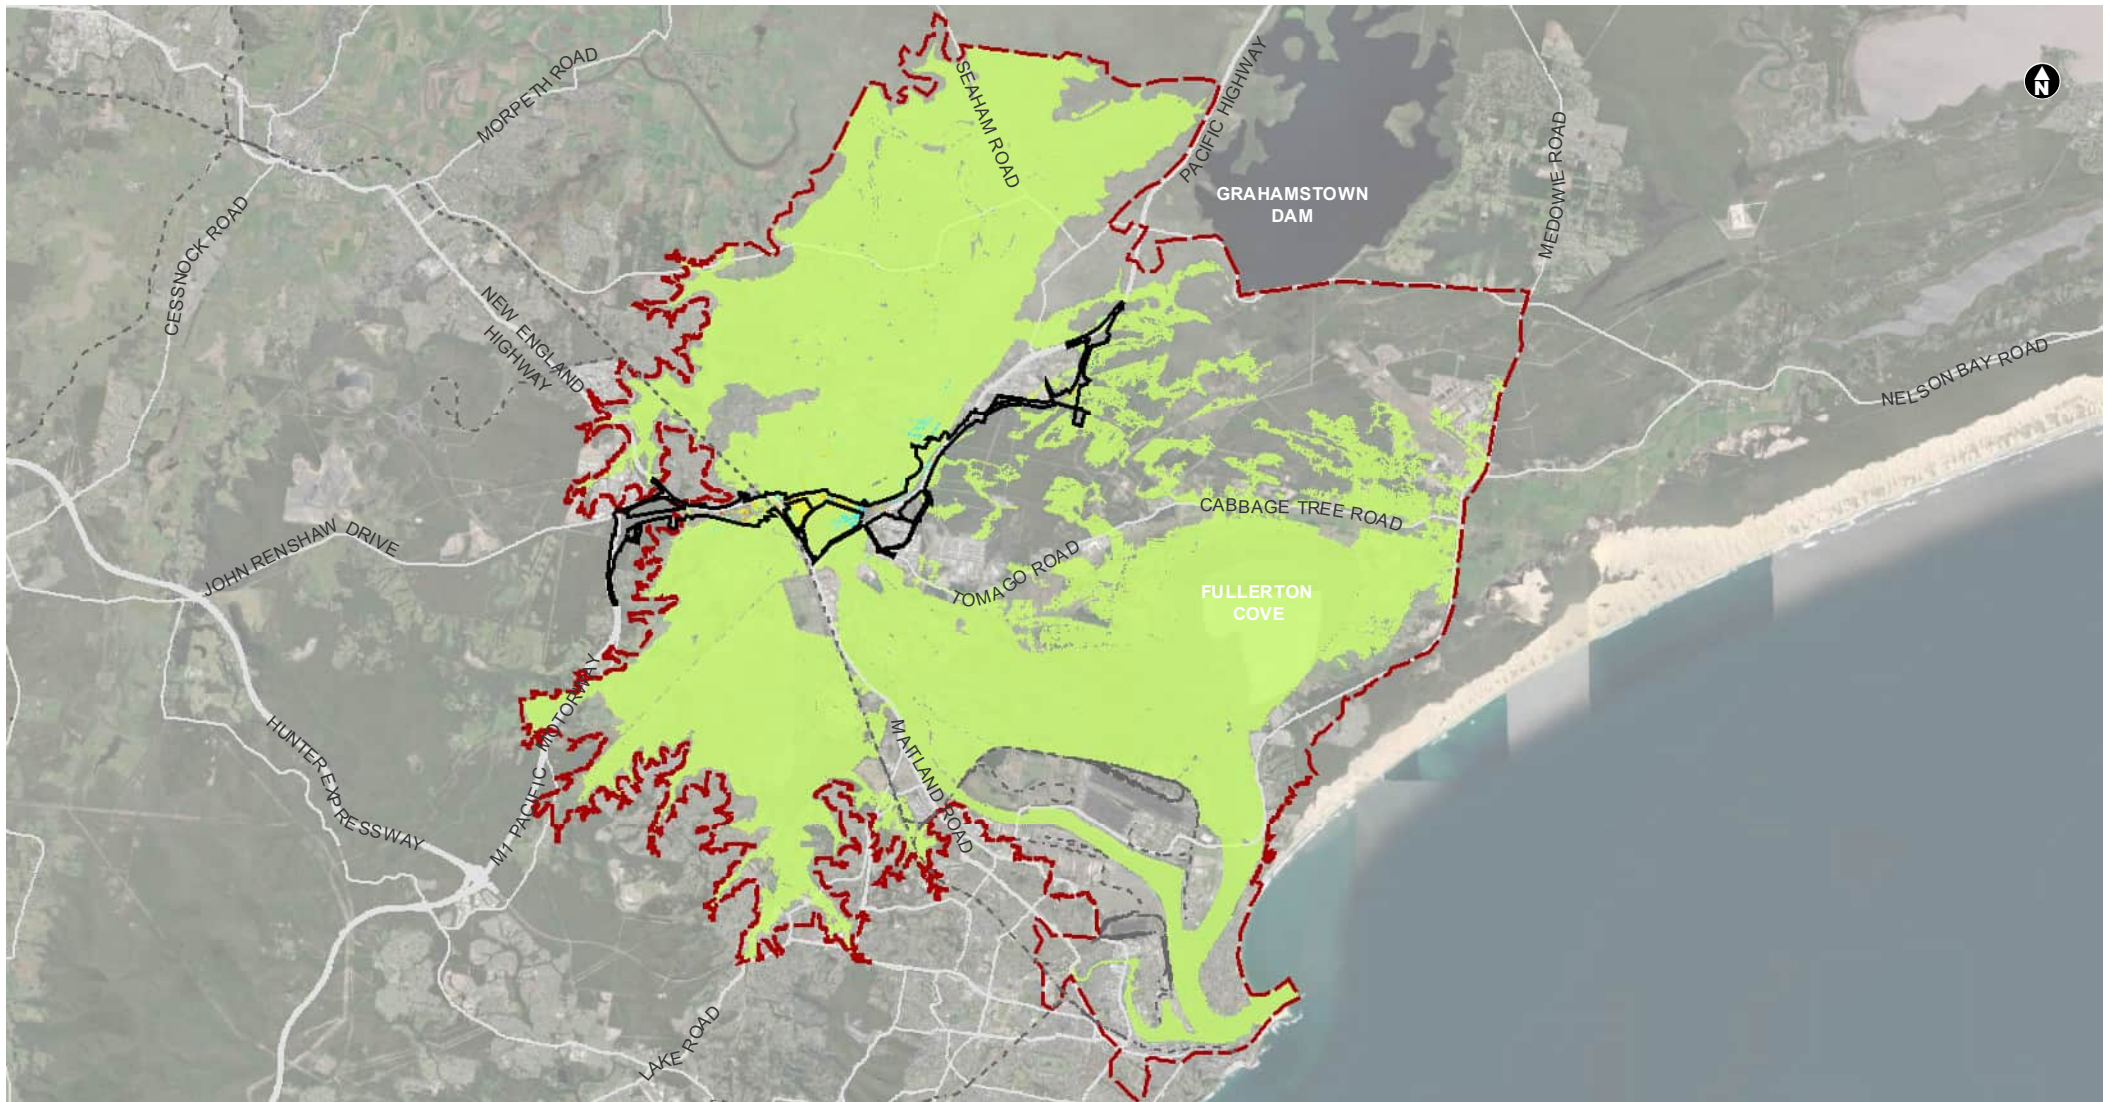 MORPETH ROAD
SEAHAM ROAD
PACIFIC HIGHWAY
N
GRAHAMSTOWN
DAM
MEDOWIE ROAD
CESSNOCK ROAD
NEW ENGLAND
HIGHWAY
NELSON BAY ROAD
CABBAGE TREE ROAD
JOHN RENSHAW DRIVE
TOMAGO ROAD
FULLERTON
COVE
M1 PACIFIC MOTORWAY
HUNTER EXPRESSWAY
MAITLAND ROAD
LAKE ROAD